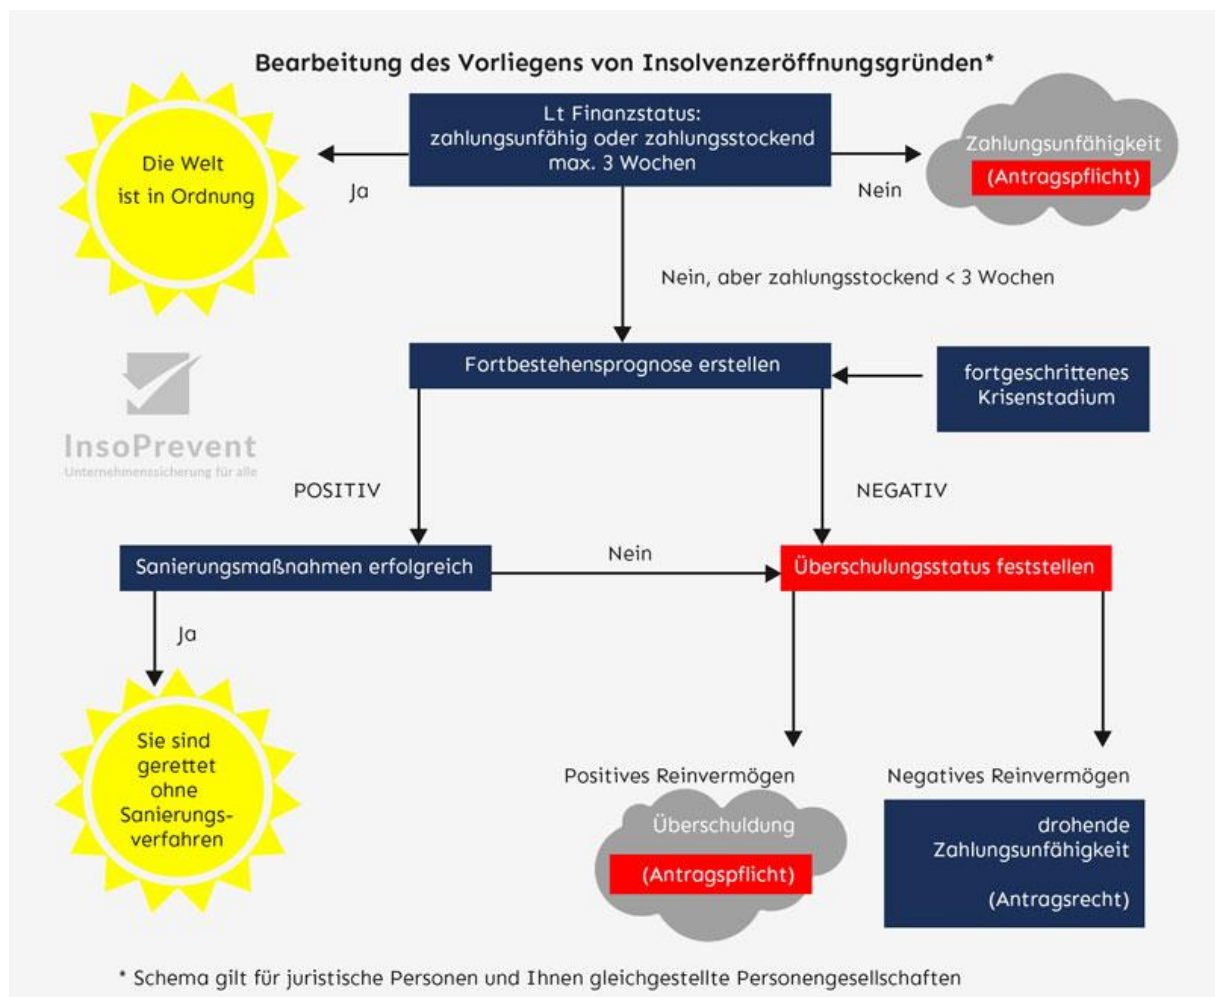 Bearbeitung des Vorliegens von Insolvenzeröffnungsgründen*
Lt Finanzstatus:
zahlungsunfähig oder zahlungsstockend
max. 3 Wochen
Die Welt
ist in Ordnung
Ja
Nein
Zahlungsunfähigkeit
(Antragspflicht)
Nein, aber zahlungsstockend < 3 Wochen
Fortbestehensprognose erstellen
fortgeschrittenes
Krisenstadium
InsoPrevent
Unternehmenssicherung für alle
POSITIV
NEGATIV
Sanierungsmaßnahmen erfolgreich
Nein
Überschulungsstatus feststellen
Ja
Sie sind
gerettet
ohne
Sanierungs-
verfahren
Positives Reinvermögen
Überschuldung
(Antragspflicht)
Negatives Reinvermögen
drohende
Zahlungsunfähigkeit
(Antragsrecht)
* Schema gilt für juristische Personen und Ihnen gleichgestellte Personengesellschaften